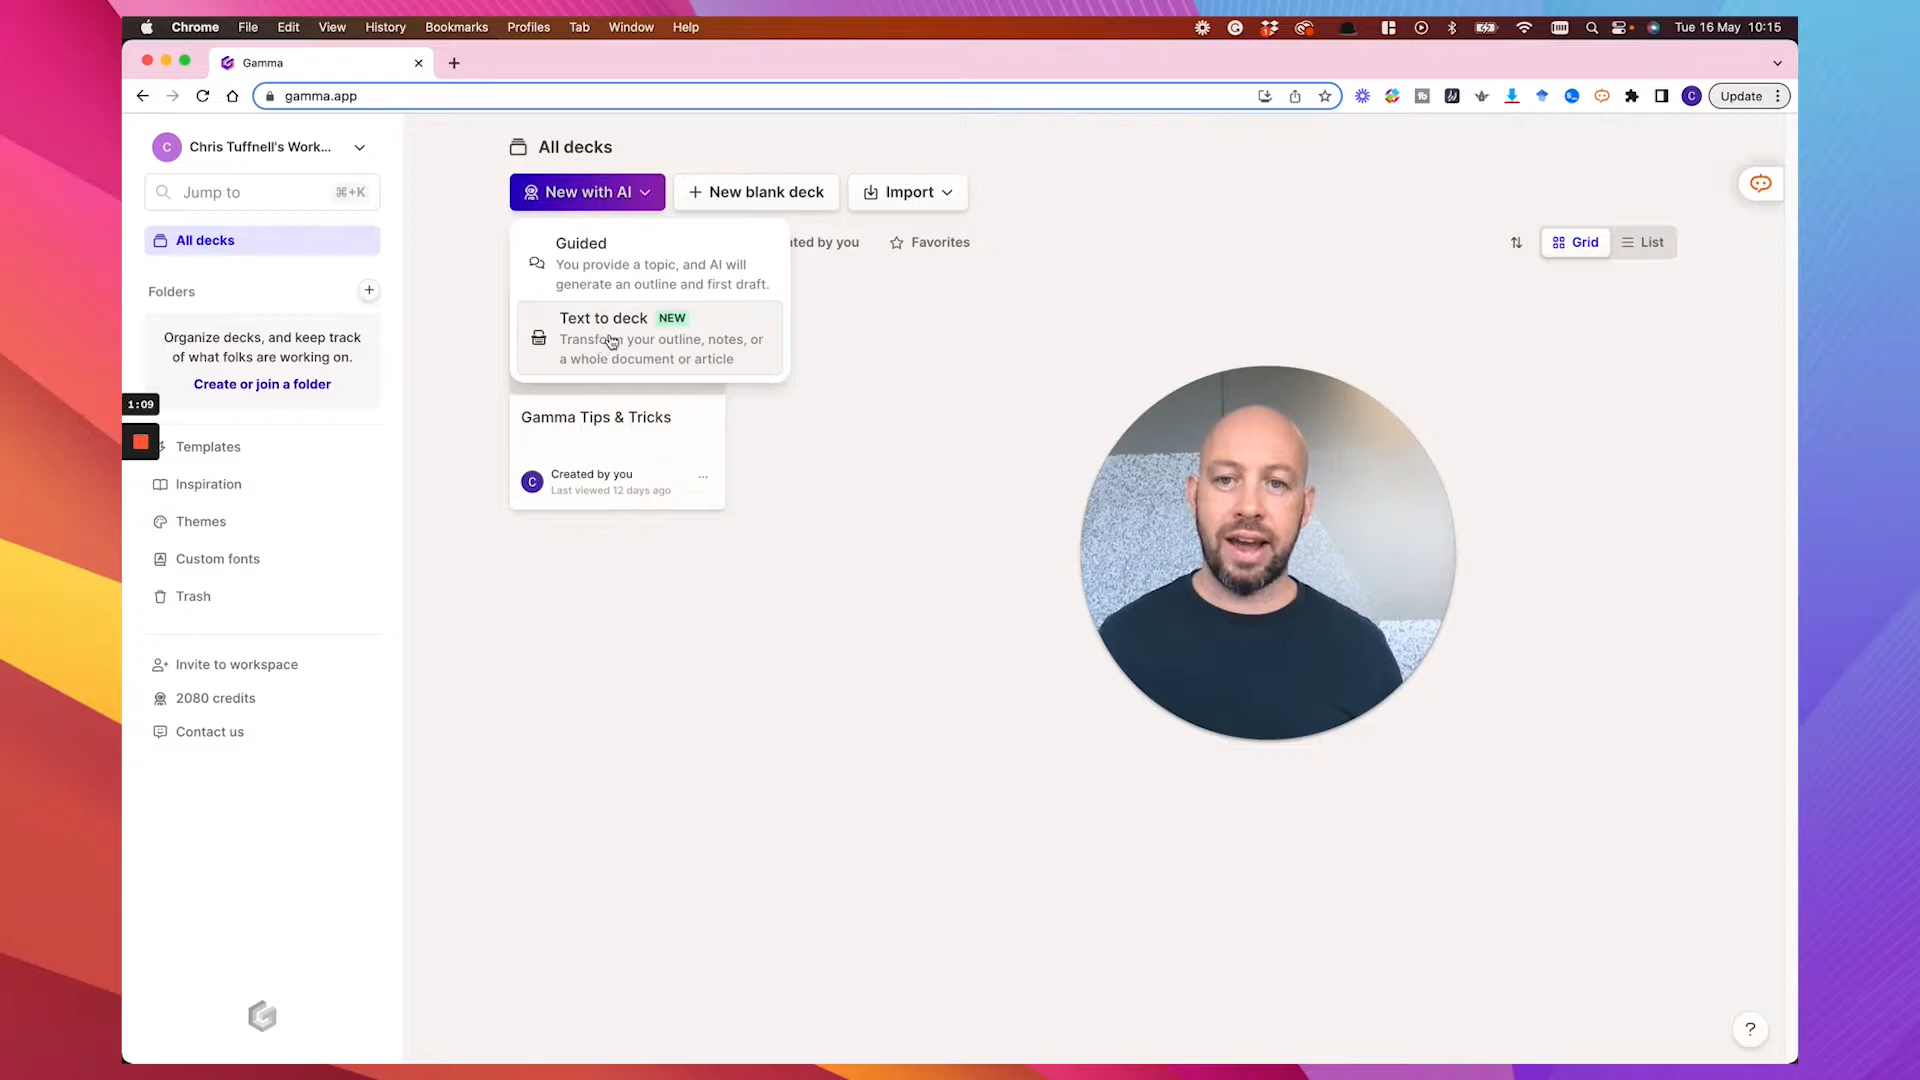 Chrome File Edit View History Bookmarks Profiles Tab Window Help Tue 16 May 10:15
Gamma
gamma.app Update
C Chris Tuffnell's Work...
Jump to ⌘+K
All decks
Folders
Organize decks, and keep track
of what folks are working on.
Create or join a folder
1:09
Templates
Inspiration
Themes
Custom fonts
Trash
Invite to workspace
2080 credits
Contact us
All decks
New with AI + New blank deck Import
ted by you Favorites Grid List
Guided
You provide a topic, and AI will
generate an outline and first draft.
Text to deck NEW
Transform your outline, notes, or
a whole document or article
Gamma Tips & Tricks
C Created by you ...
Last viewed 12 days ago
?